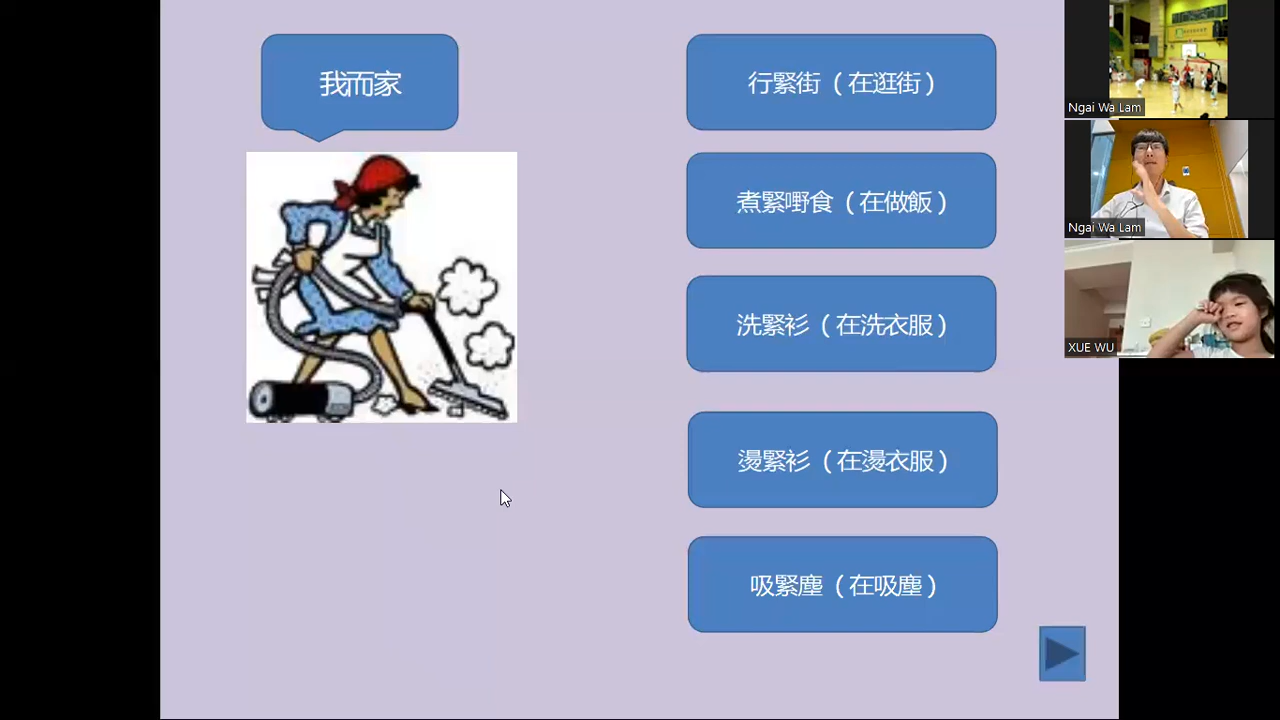 我而家
行緊街（在逛街）
煮緊嘢食（在做飯）
洗緊衫（在洗衣服）
燙緊衫（在燙衣服）
吸緊塵（在吸塵）
Ngai Wa Lam
Ngai Wa Lam
XUE WU